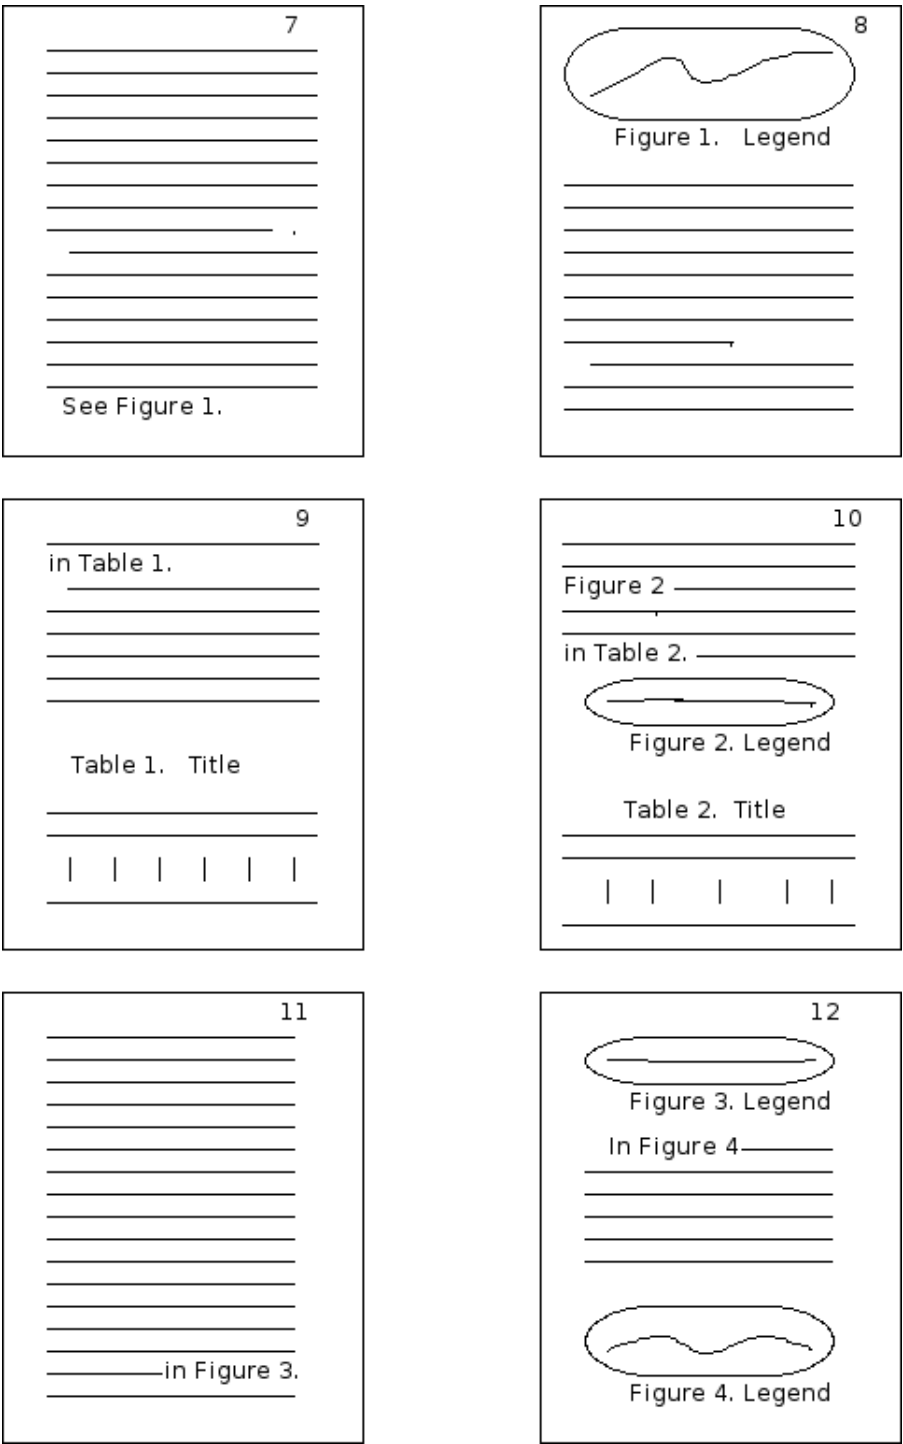 7
See Figure 1.
8
Figure 1. Legend
9
in Table 1.
Table 1. Title
10
Figure 2
in Table 2.
Figure 2. Legend
Table 2. Title
11
in Figure 3.
12
Figure 3. Legend
In Figure 4
Figure 4. Legend